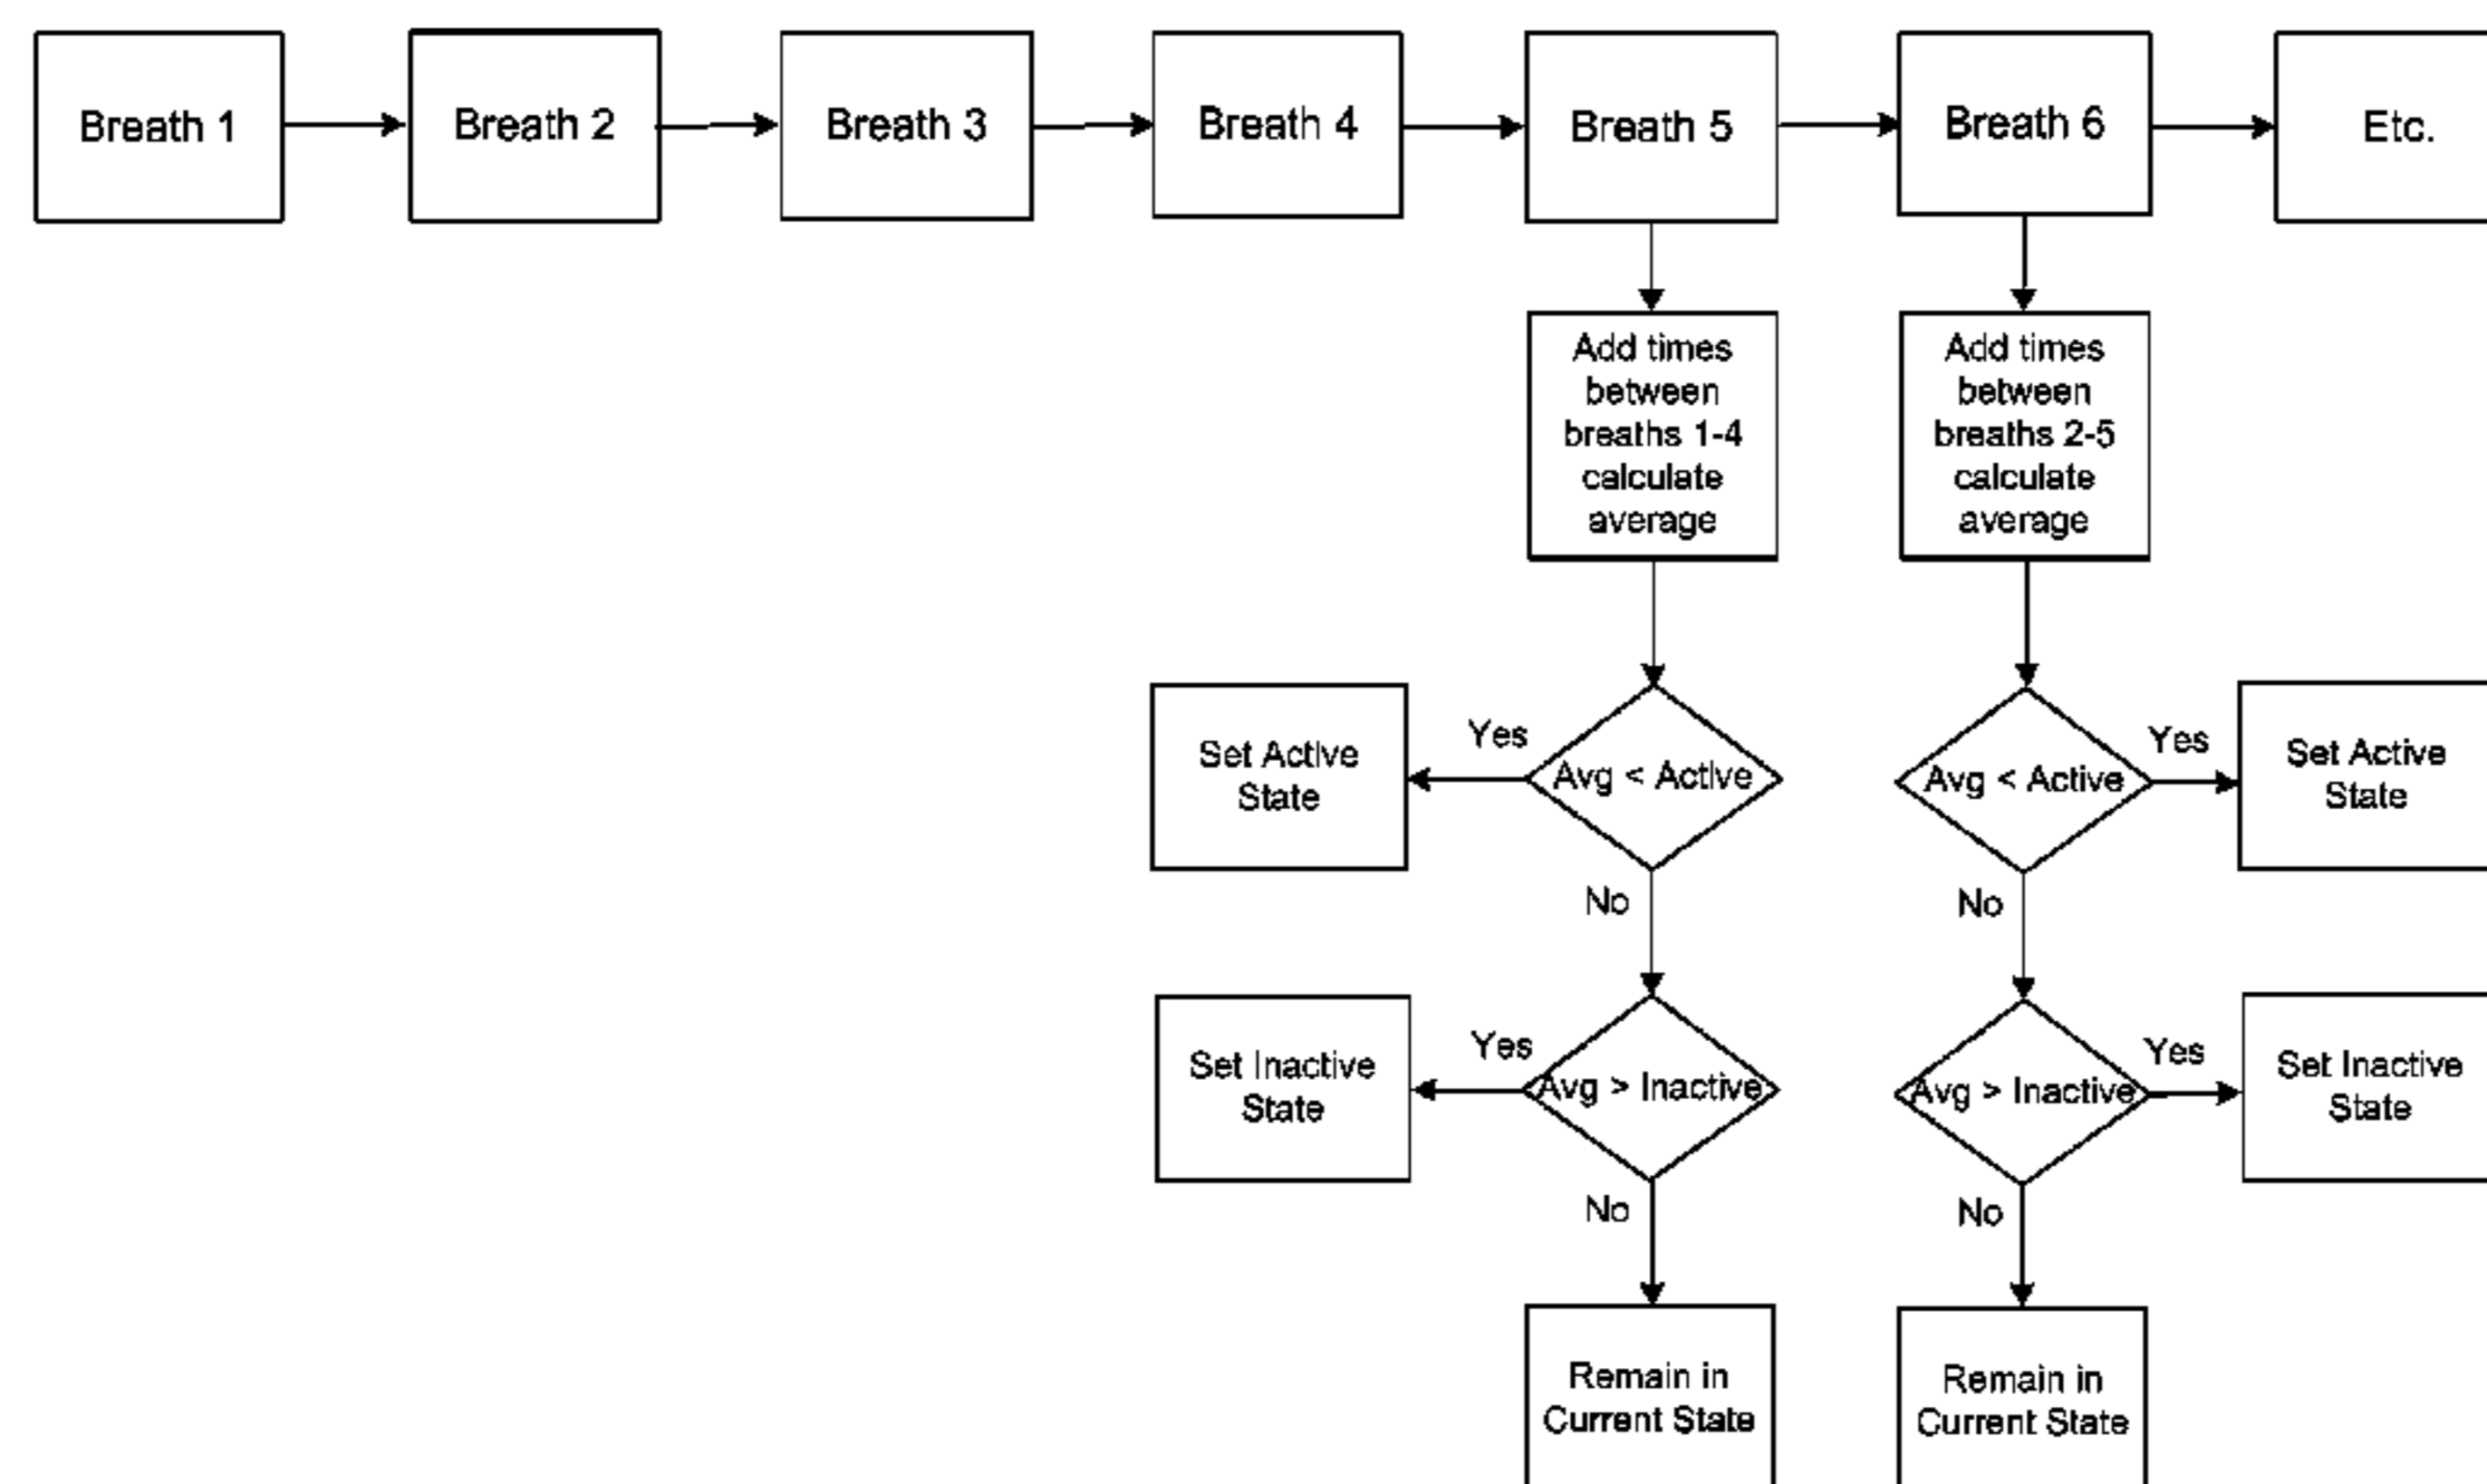 Breath 1
Breath 2
Breath 3
Breath 4
Breath 5
Breath 6
Etc.
Add times
between
breaths 1-4
calculate
average
Add times
between
breaths 2-5
calculate
average
Set Active
State
Yes
Avg < Active
Avg < Active
Yes
Set Active
State
No
No
Set Inactive
State
Yes
Avg > Inactive
Avg > Inactive
Yes
Set Inactive
State
No
No
Remain in
Current State
Remain in
Current State